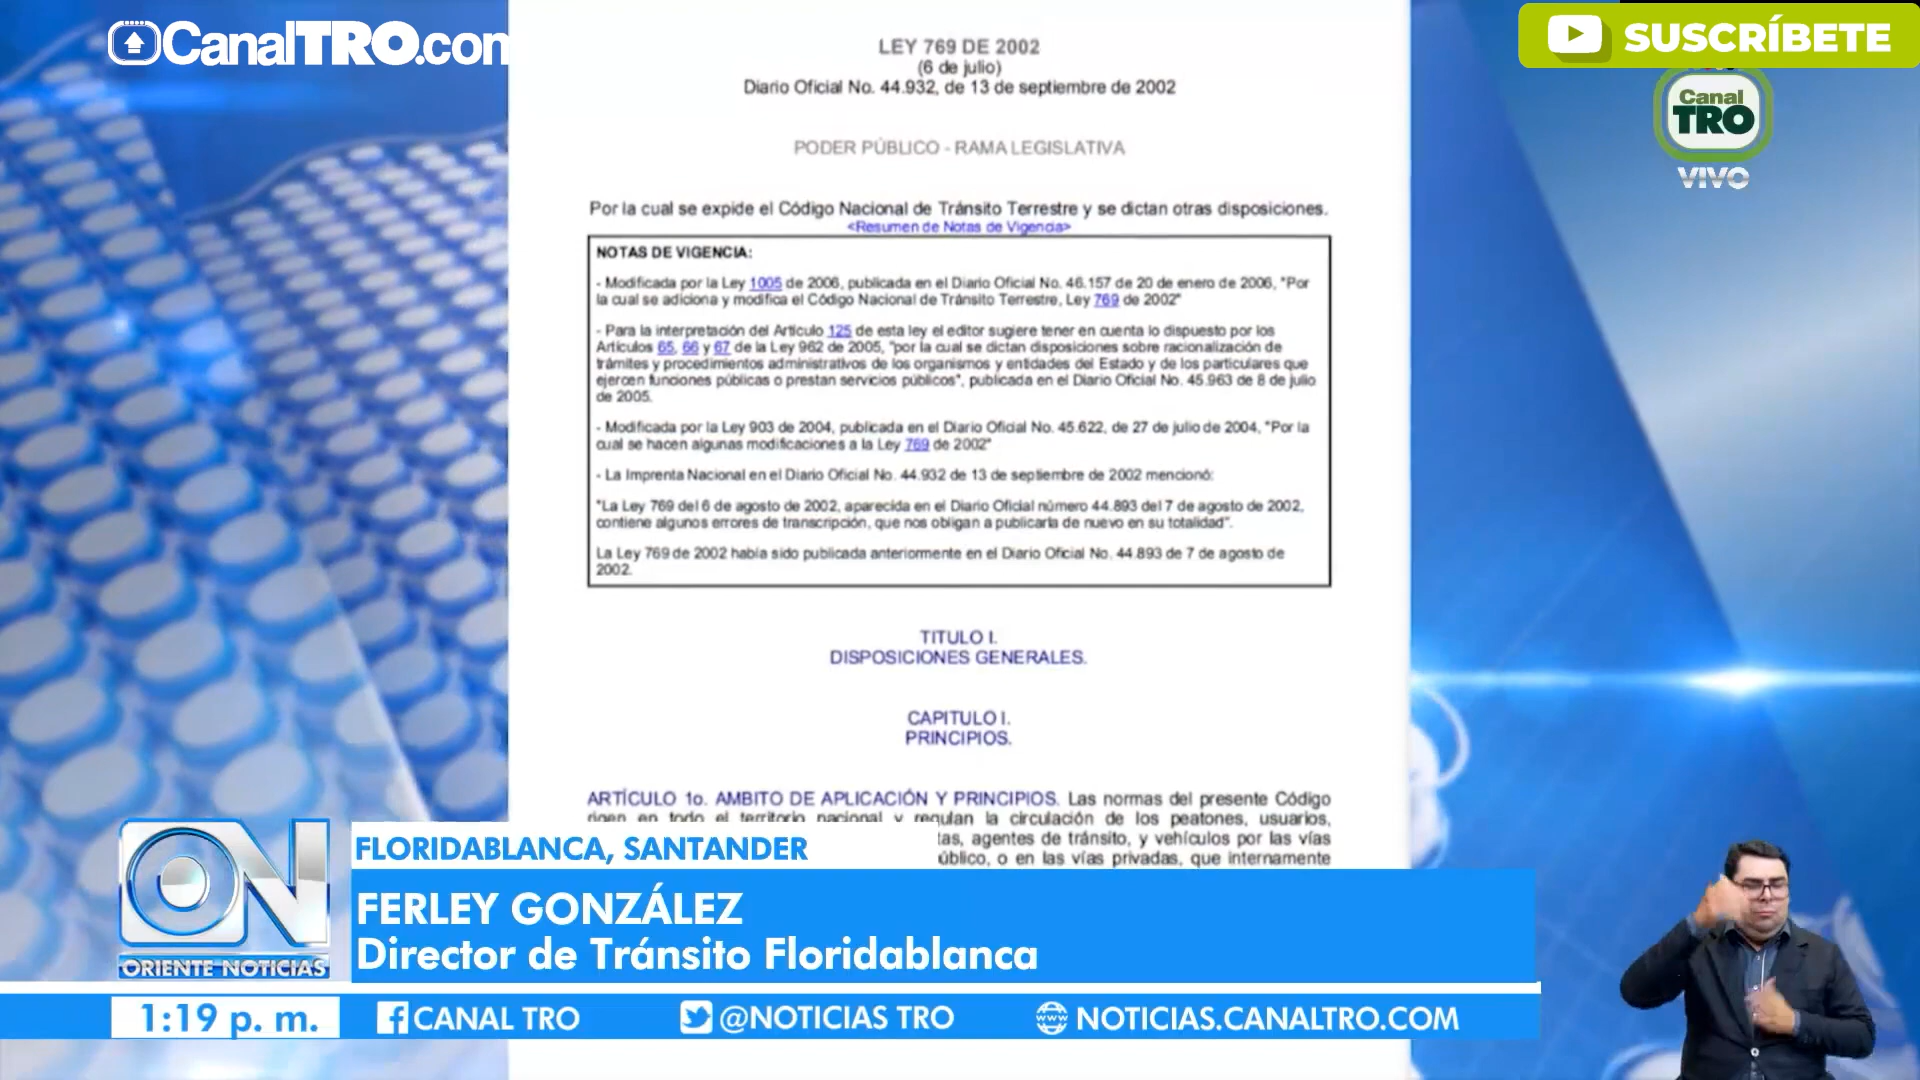 CanalTRO.com
SUSCRÍBETE
Canal
TRO
VIVO
LEY 769 DE 2002
(6 de julio)
Diario Oficial No. 44.932, de 13 de septiembre de 2002
PODER PÚBLICO - RAMA LEGISLATIVA
Por la cual se expide el Código Nacional de Tránsito Terrestre y se dictan otras disposiciones.
<Resumen de Notas de Vigencia>
NOTAS DE VIGENCIA:
- Modificada por la Ley 1005 de 2006, publicada en el Diario Oficial No. 46.157 de 20 de enero de 2006, "Por
la cual se adiciona y modifica el Código Nacional de Tránsito Terrestre, Ley 769 de 2002"
- Para la interpretación del Artículo 125 de esta ley el editor sugiere tener en cuenta lo dispuesto por los
Artículos 65, 66 y 67 de la Ley 962 de 2005, "por la cual se dictan disposiciones sobre racionalización de
trámites y procedimientos administrativos de los organismos y entidades del Estado y de los particulares que
ejercen funciones públicas o prestan servicios públicos", publicada en el Diario Oficial No. 45.963 de 8 de julio
de 2005.
- Modificada por la Ley 903 de 2004, publicada en el Diario Oficial No. 45.622, de 27 de julio de 2004, "Por la
cual se hacen algunas modificaciones a la Ley 769 de 2002"
- La Imprenta Nacional en el Diario Oficial No. 44.932 de 13 de septiembre de 2002 mencionó:
"La Ley 769 del 6 de agosto de 2002, aparecida en el Diario Oficial número 44.893 del 7 de agosto de 2002,
contiene algunos errores de transcripción, que nos obligan a publicarla de nuevo en su totalidad".
La Ley 769 de 2002 había sido publicada anteriormente en el Diario Oficial No. 44.893 de 7 de agosto de
2002.
TITULO I.
DISPOSICIONES GENERALES.
CAPITULO I.
PRINCIPIOS.
ARTÍCULO 1o. AMBITO DE APLICACIÓN Y PRINCIPIOS. Las normas del presente Código
rigen en todo el territorio nacional y regulan la circulación de los peatones, usuarios,
tas, agentes de tránsito, y vehículos por las vías
úblico, o en las vías privadas, que internamente
FLORIDABLANCA, SANTANDER
FERLEY GONZÁLEZ
Director de Tránsito Floridablanca
ON
ORIENTE NOTICIAS
1:19 p. m.
CANAL TRO
@NOTICIAS TRO
NOTICIAS.CANALTRO.COM